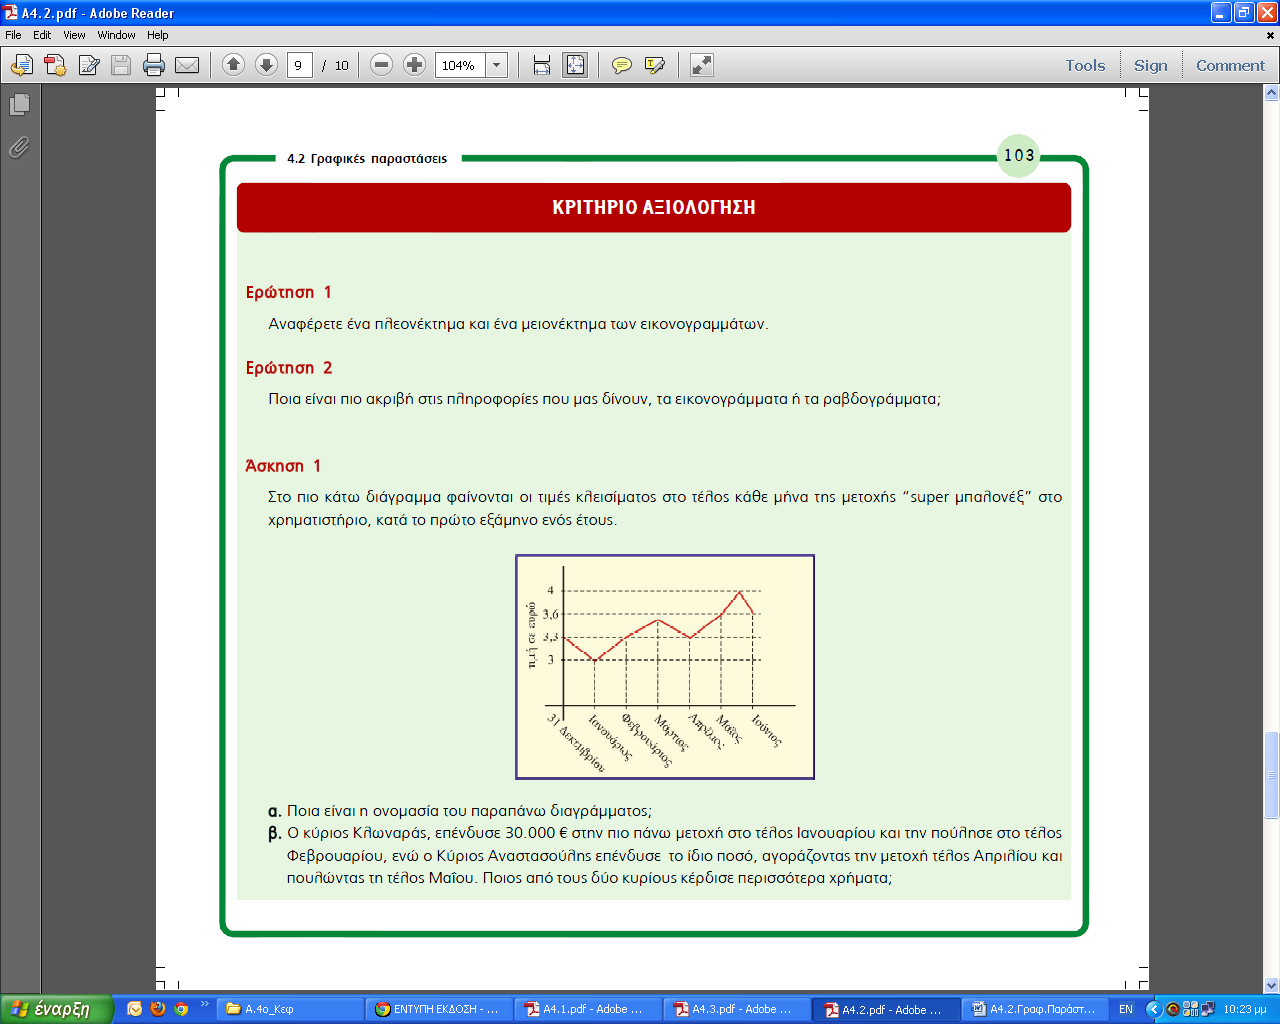 A4.2.pdf - Adobe Reader
File Edit View Window Help
9 / 10 104% Tools Sign Comment
4.2 Γραφικές παραστάσεις 103
ΚΡΙΤΗΡΙΟ ΑΞΙΟΛΟΓΗΣΗ
Ερώτηση 1
Αναφέρετε ένα πλεονέκτημα και ένα μειονέκτημα των εικονογραμμάτων.
Ερώτηση 2
Ποια είναι πιο ακριβή στις πληροφορίες που μας δίνουν, τα εικονογράμματα ή τα ραβδογράμματα;
Άσκηση 1
Στο πιο κάτω διάγραμμα φαίνονται οι τιμές κλεισίματος στο τέλος κάθε μήνα της μετοχής “super μπαλονέξ” στο
χρηματιστήριο, κατά το πρώτο εξάμηνο ενός έτους.
τιμή σε ευρώ
4
3,6
3,3
3
31 Δεκεμβρίου
Ιανουάριος
Φεβρουάριος
Μάρτιος
Απρίλιος
Μαΐος
Ιούνιος
α. Ποια είναι η ονομασία του παραπάνω διαγράμματος;
β. Ο κύριος Κλωναράς, επένδυσε 30.000 € στην πιο πάνω μετοχή στο τέλος Ιανουαρίου και την πούλησε στο τέλος
Φεβρουαρίου, ενώ ο Κύριος Αναστασούλης επένδυσε το ίδιο ποσό, αγοράζοντας την μετοχή τέλος Απριλίου και
πουλώντας τη τέλος Μαΐου. Ποιος από τους δύο κυρίους κέρδισε περισσότερα χρήματα;
έναρξη » A.4ο_Κεφ ΕΝΤΥΠΗ ΕΚΔΟΣΗ - ... A4.1.pdf - Adobe ... A4.3.pdf - Adobe ... A4.2.pdf - Adobe ... A4.2.Γραφ.Παράστ... EN 10:23 μμ